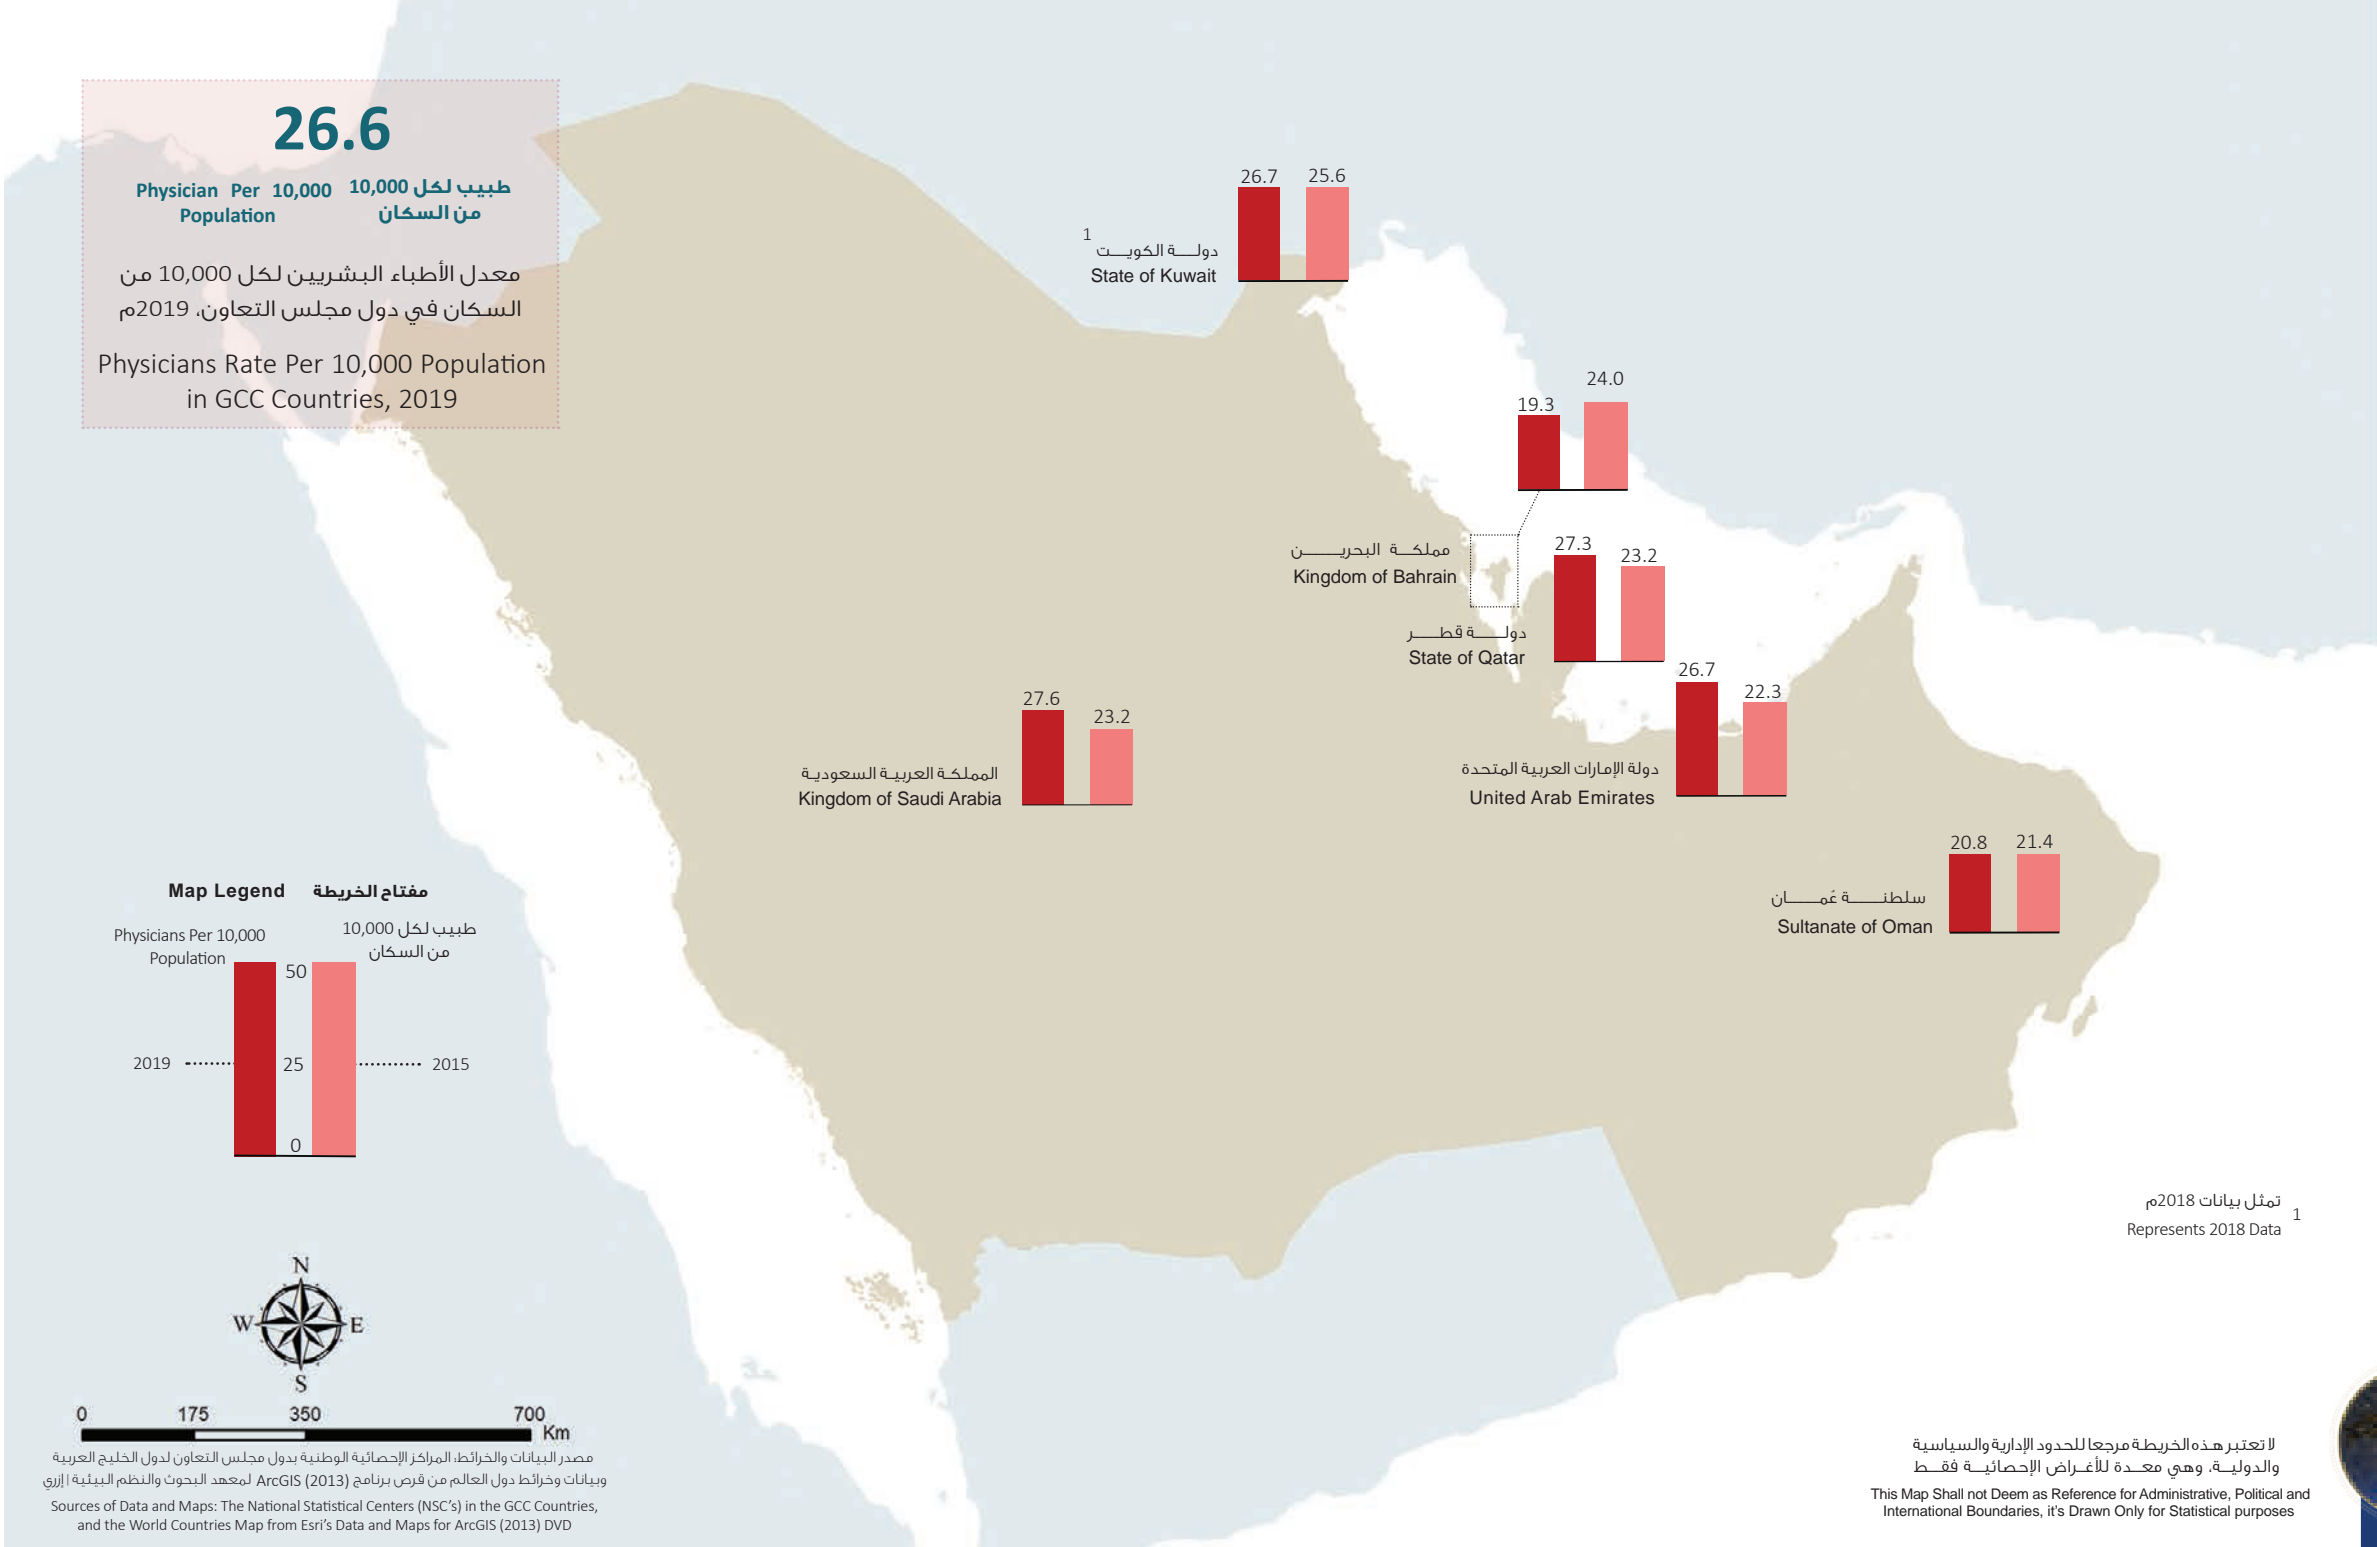 26.6
Physician Per 10,000
Population
طبيب لكل 10,000
من السكان
معدل الأطباء البشريين لكل 10,000 من
السكان في دول مجلس التعاون، 2019م
Physicians Rate Per 10,000 Population
in GCC Countries, 2019
26.7 25.6
1
دولة الكويت
State of Kuwait
24.0
19.3
مملكة البحرين
Kingdom of Bahrain
27.3
23.2
دولة قطر
State of Qatar
26.7
22.3
دولة الإمارات العربية المتحدة
United Arab Emirates
27.6
23.2
المملكة العربية السعودية
Kingdom of Saudi Arabia
20.8 21.4
سلطنة عُمان
Sultanate of Oman
Map Legend مفتاح الخريطة
Physicians Per 10,000
Population
طبيب لكل 10,000
من السكان
50
2019 25 2015
0
تمثل بيانات 2018م
1
Represents 2018 Data
N
W E
S
0 175 350 700
Km
مصدر البيانات والخرائط: المراكز الإحصائية الوطنية بدول مجلس التعاون لدول الخليج العربية
وبيانات وخرائط دول العالم من قرص برنامج ArcGIS (2013) لمعهد البحوث والنظم البيئية | إزري
Sources of Data and Maps: The National Statistical Centers (NSC's) in the GCC Countries,
and the World Countries Map from Esri's Data and Maps for ArcGIS (2013) DVD
لا تعتبر هذه الخريطة مرجعا للحدود الإدارية والسياسية
والدولية، وهي معدة للأغراض الإحصائية فقط
This Map Shall not Deem as Reference for Administrative, Political and
International Boundaries, it's Drawn Only for Statistical purposes